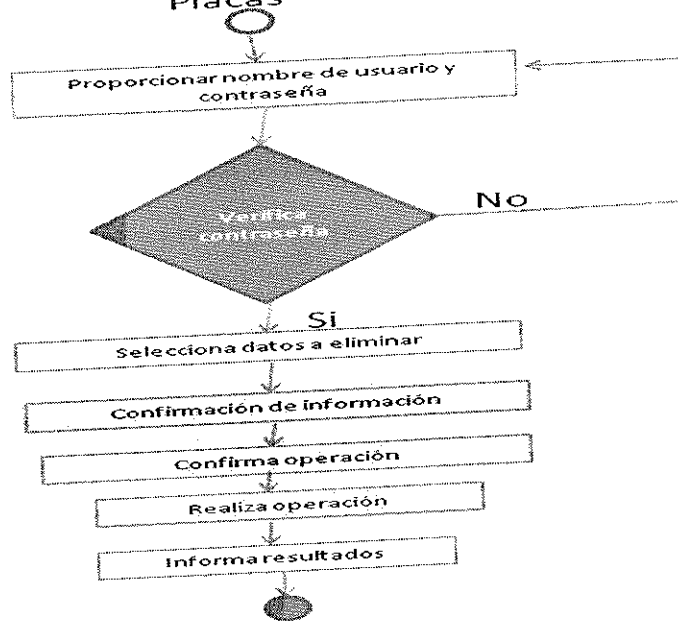 Placas
Proporcionar nombre de usuario y
contraseña
Verifica
contraseña
No
Si
Selecciona datos a eliminar
Confirmación de información
Confirma operación
Realiza operación
Informa resultados